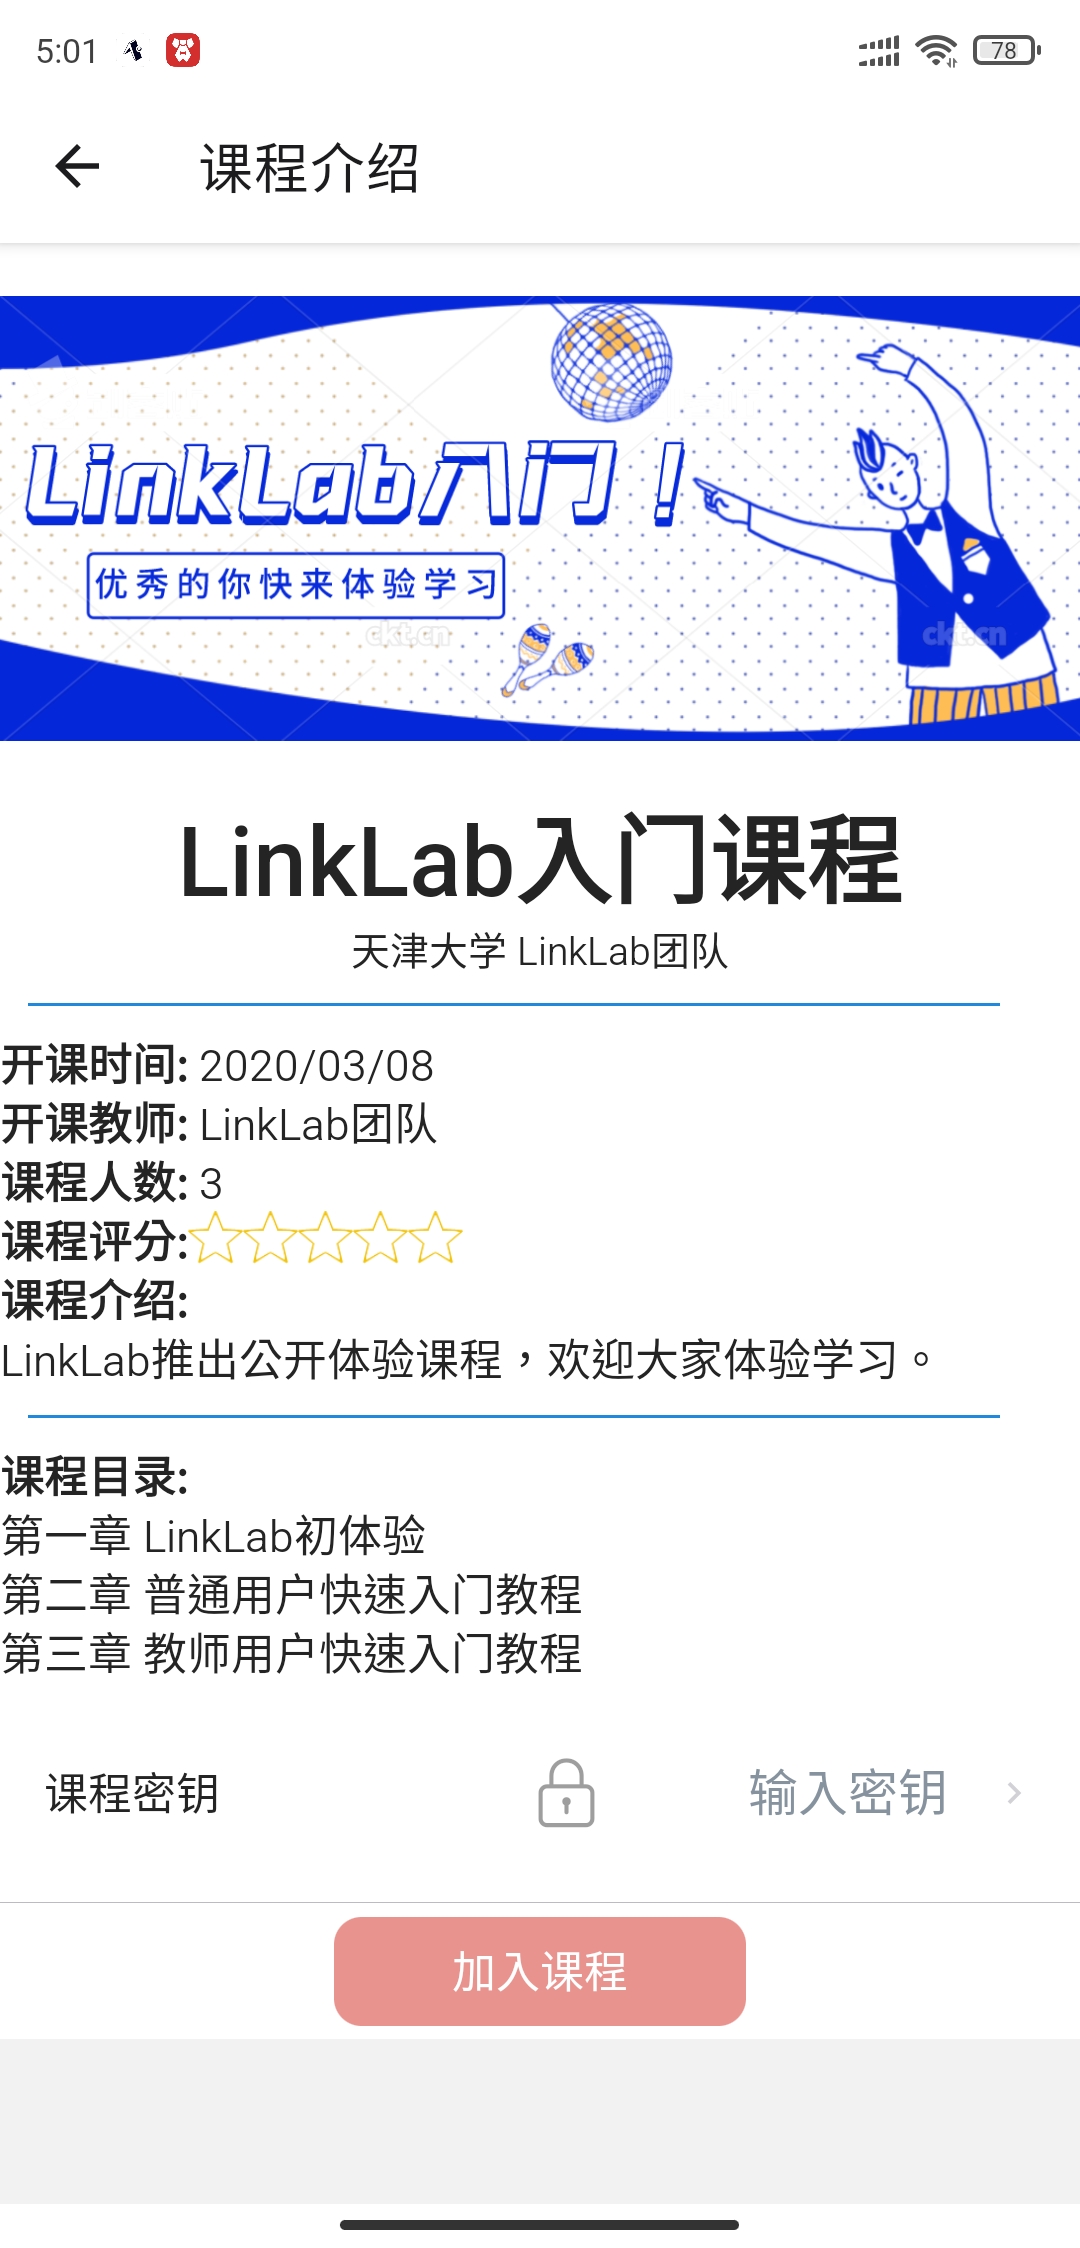 5:01
78
课程介绍
LinkLab入门！
优秀的你快来体验学习
ckt.cn
ckt.cn
LinkLab入门课程
天津大学 LinkLab团队
开课时间: 2020/03/08
开课教师: LinkLab团队
课程人数: 3
课程评分:
课程介绍:
LinkLab推出公开体验课程，欢迎大家体验学习。
课程目录:
第一章 LinkLab初体验
第二章 普通用户快速入门教程
第三章 教师用户快速入门教程
课程密钥 输入密钥
加入课程